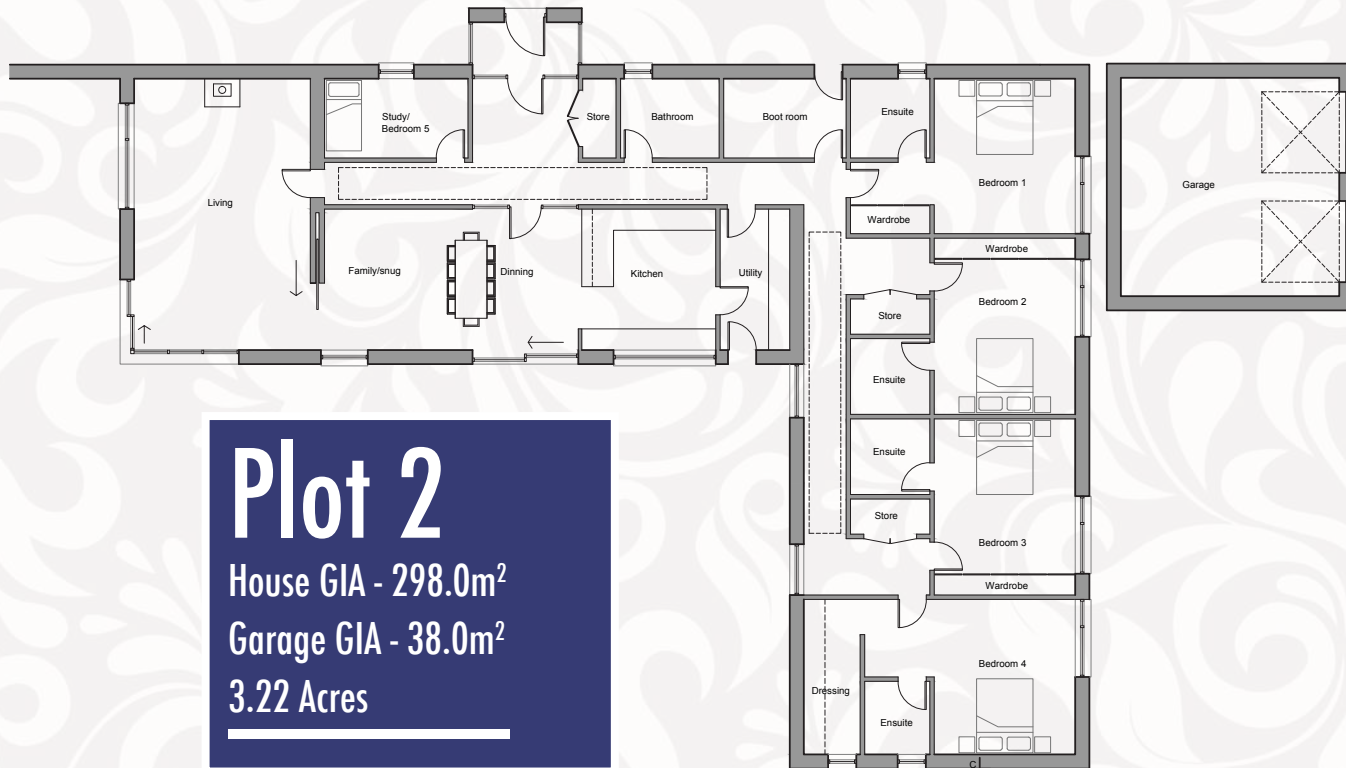 Study/
Bedroom 5
Store
Bathroom
Boot room
Ensuite
Bedroom 1
Garage
Living
Wardrobe
Wardrobe
Family/snug
Dinning
Kitchen
Utility
Bedroom 2
Store
Ensuite
Ensuite
Store
Bedroom 3
Wardrobe
Bedroom 4
Dressing
Ensuite
C
Plot 2
House GIA - 298.0m²
Garage GIA - 38.0m²
3.22 Acres